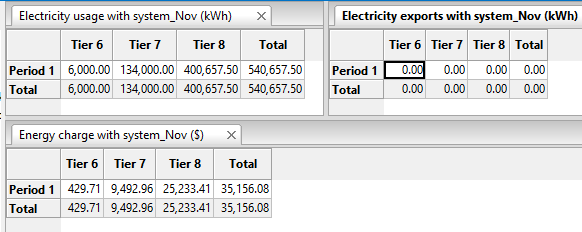 Electricity usage with system_Nov (kWh) ×
Tier 6 Tier 7 Tier 8 Total
Period 1 6,000.00 134,000.00 400,657.50 540,657.50
Total 6,000.00 134,000.00 400,657.50 540,657.50
Electricity exports with system_Nov (kWh)
Tier 6 Tier 7 Tier 8 Total
Period 1 0.00 0.00 0.00 0.00
Total 0.00 0.00 0.00 0.00
Energy charge with system_Nov ($) ×
Tier 6 Tier 7 Tier 8 Total
Period 1 429.71 9,492.96 25,233.41 35,156.08
Total 429.71 9,492.96 25,233.41 35,156.08